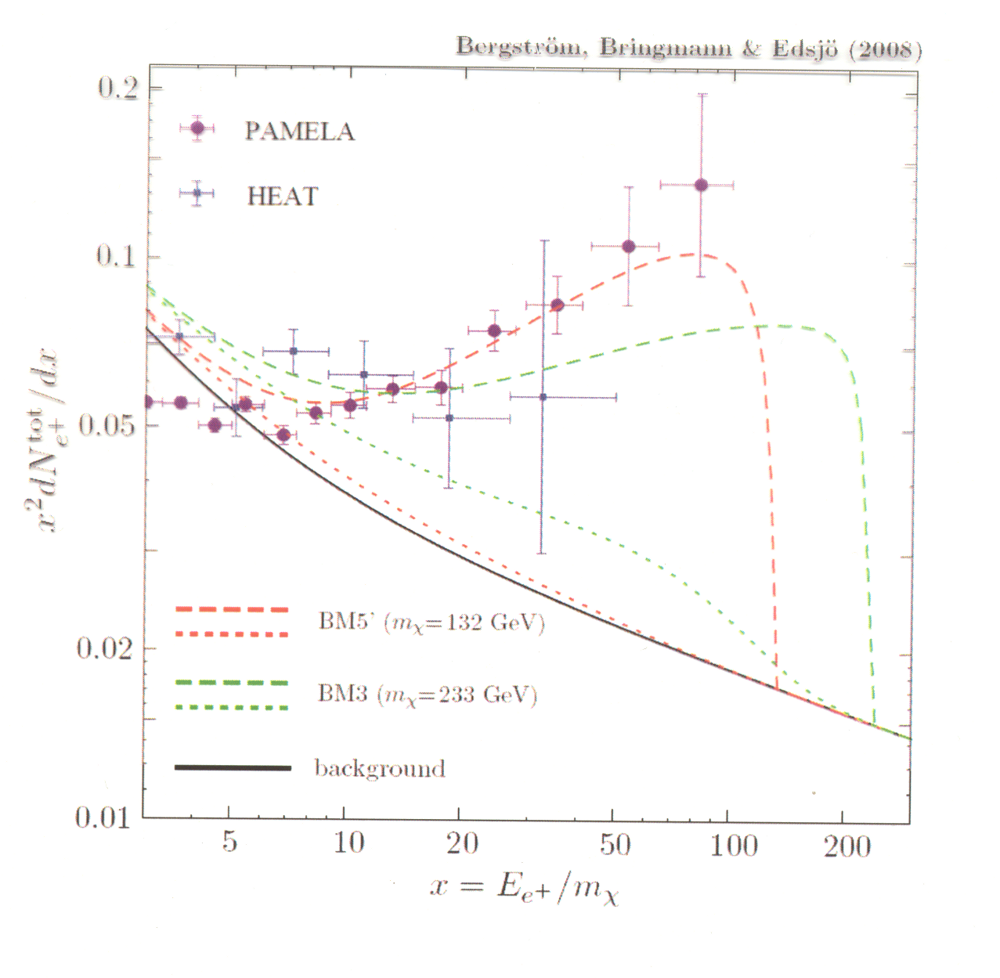 Bergström, Bringmann & Edsjö (2008)
0.2
PAMELA
HEAT
0.1
0.05
x² dN_{e+}^{tot}/dx
BM5' (m_χ=132 GeV)
0.02
BM3 (m_χ=233 GeV)
background
0.01
5 10 20 50 100 200
x = E_{e+}/m_χ